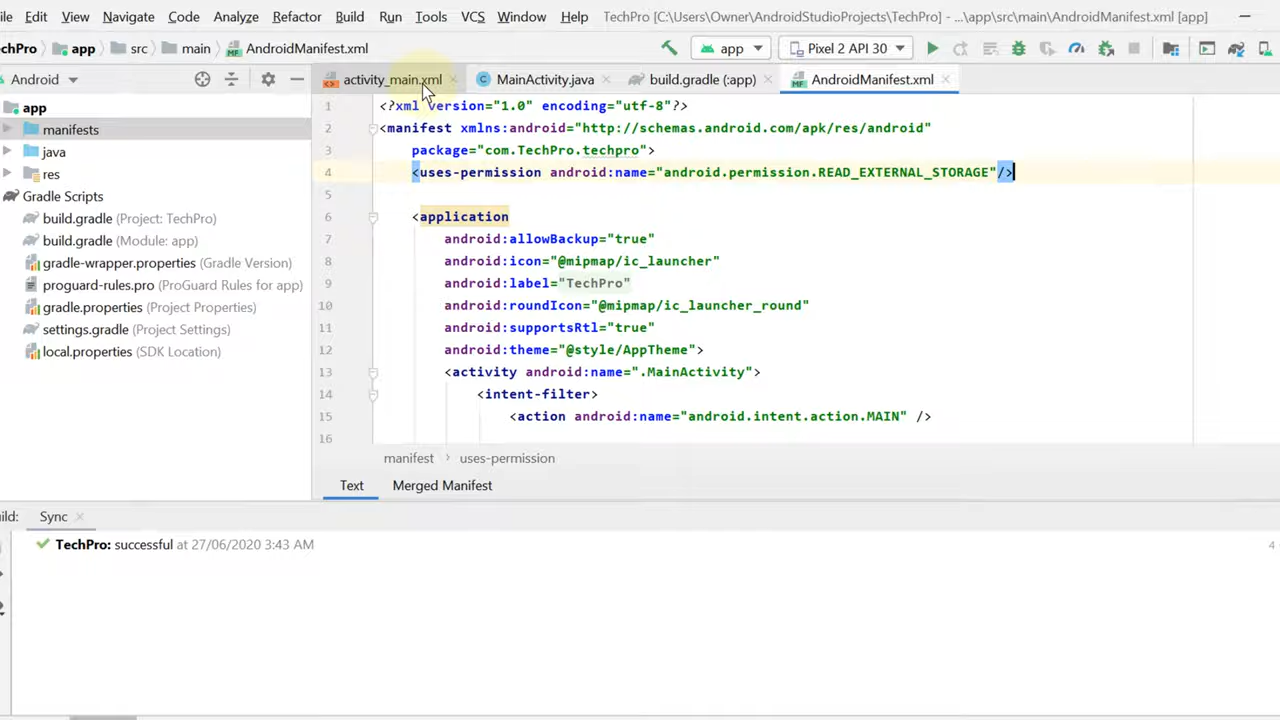 ile Edit View Navigate Code Analyze Refactor Build Run Tools VCS Window Help TechPro [C:\Users\Owner\AndroidStudioProjects\TechPro] - ...\app\src\main\AndroidManifest.xml [app]
echPro app src main AndroidManifest.xml app Pixel 2 API 30
Android activity_main.xml MainActivity.java build.gradle (:app) AndroidManifest.xml
app
manifests
java
res
Gradle Scripts
build.gradle (Project: TechPro)
build.gradle (Module: app)
gradle-wrapper.properties (Gradle Version)
proguard-rules.pro (ProGuard Rules for app)
gradle.properties (Project Properties)
settings.gradle (Project Settings)
local.properties (SDK Location)
1 <?xml version="1.0" encoding="utf-8"?>
2 <manifest xmlns:android="http://schemas.android.com/apk/res/android"
3 package="com.TechPro.techpro">
4 <uses-permission android:name="android.permission.READ_EXTERNAL_STORAGE"/>
5
6 <application
7 android:allowBackup="true"
8 android:icon="@mipmap/ic_launcher"
9 android:label="TechPro"
10 android:roundIcon="@mipmap/ic_launcher_round"
11 android:supportsRtl="true"
12 android:theme="@style/AppTheme">
13 <activity android:name=".MainActivity">
14 <intent-filter>
15 <action android:name="android.intent.action.MAIN" />
16
manifest > uses-permission
Text Merged Manifest
ild: Sync
TechPro: successful at 27/06/2020 3:43 AM 4